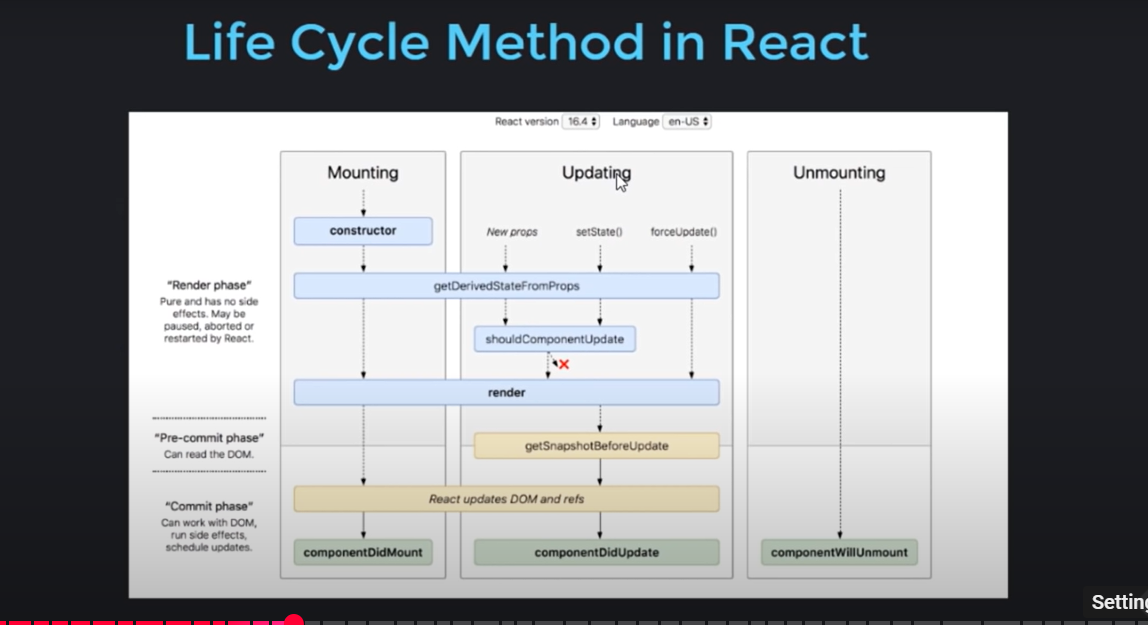 Life Cycle Method in React
React version 16.4 Language en-US
Mounting
Updating
Unmounting
constructor
New props
setState()
forceUpdate()
"Render phase"
Pure and has no side
effects. May be
paused, aborted or
restarted by React.
getDerivedStateFromProps
shouldComponentUpdate
render
"Pre-commit phase"
Can read the DOM.
getSnapshotBeforeUpdate
"Commit phase"
Can work with DOM,
run side effects,
schedule updates.
React updates DOM and refs
componentDidMount
componentDidUpdate
componentWillUnmount